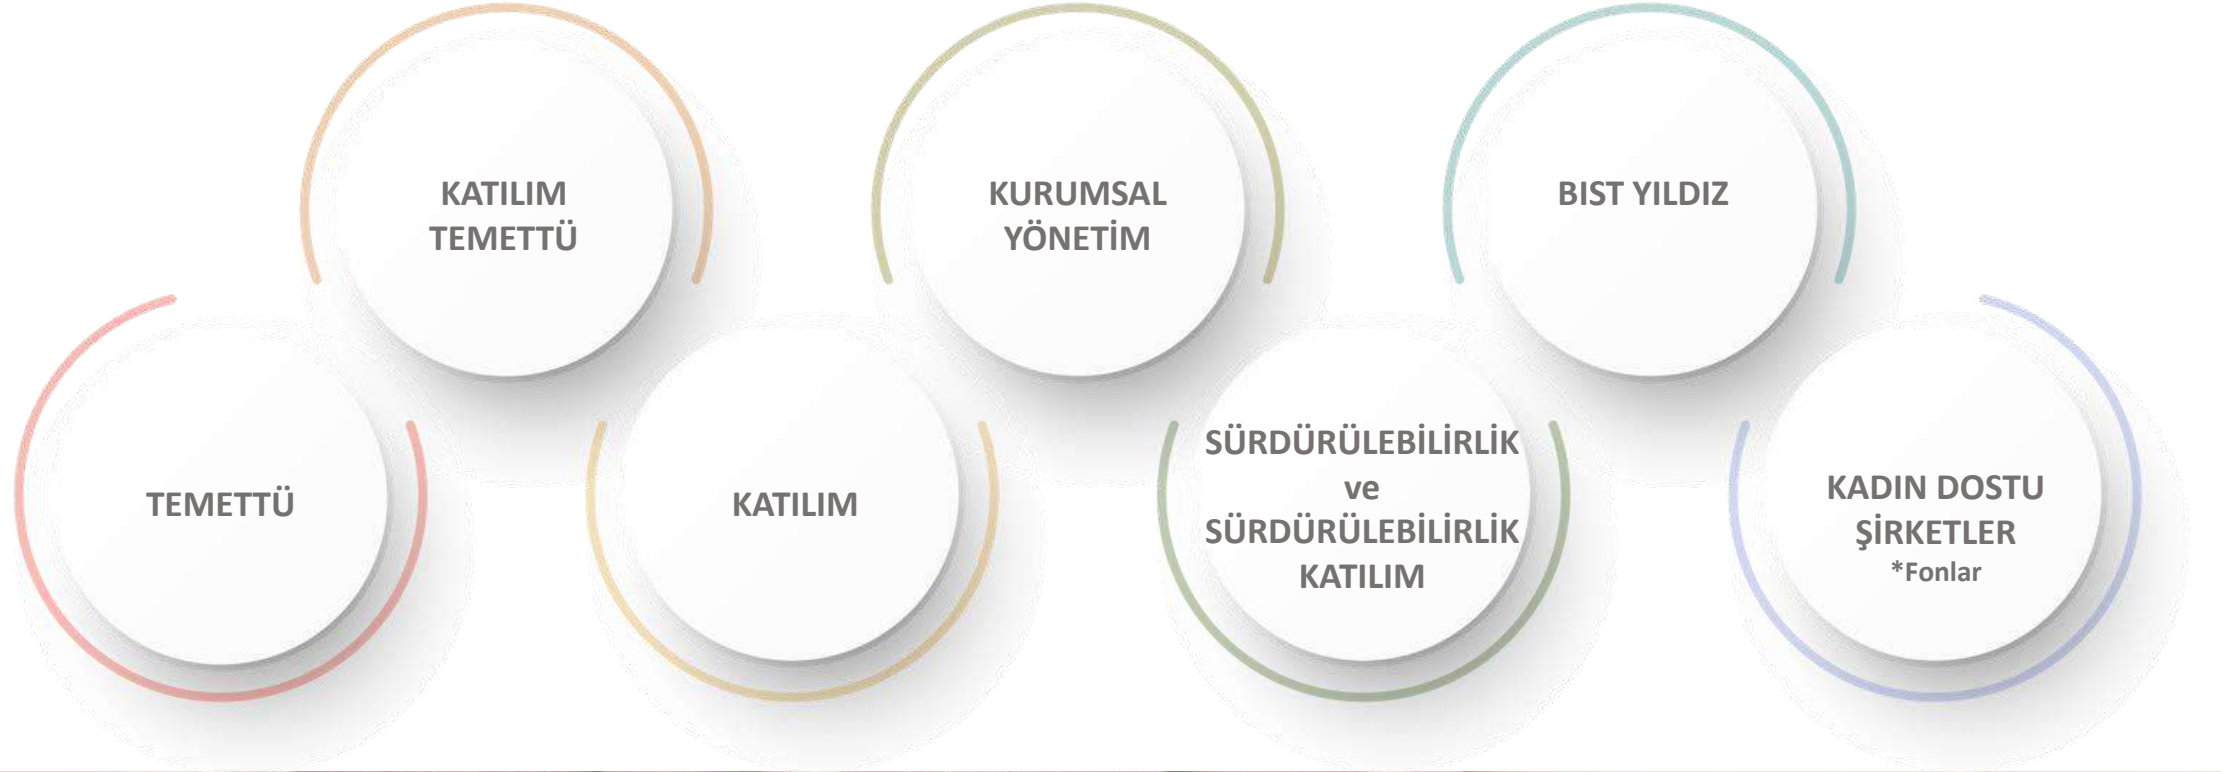 KATILIM
TEMETTÜ
KURUMSAL
YÖNETİM
BIST YILDIZ
TEMETTÜ
KATILIM
SÜRDÜRÜLEBİLİRLİK
ve
SÜRDÜRÜLEBİLİRLİK
KATILIM
KADIN DOSTU
ŞİRKETLER
*Fonlar